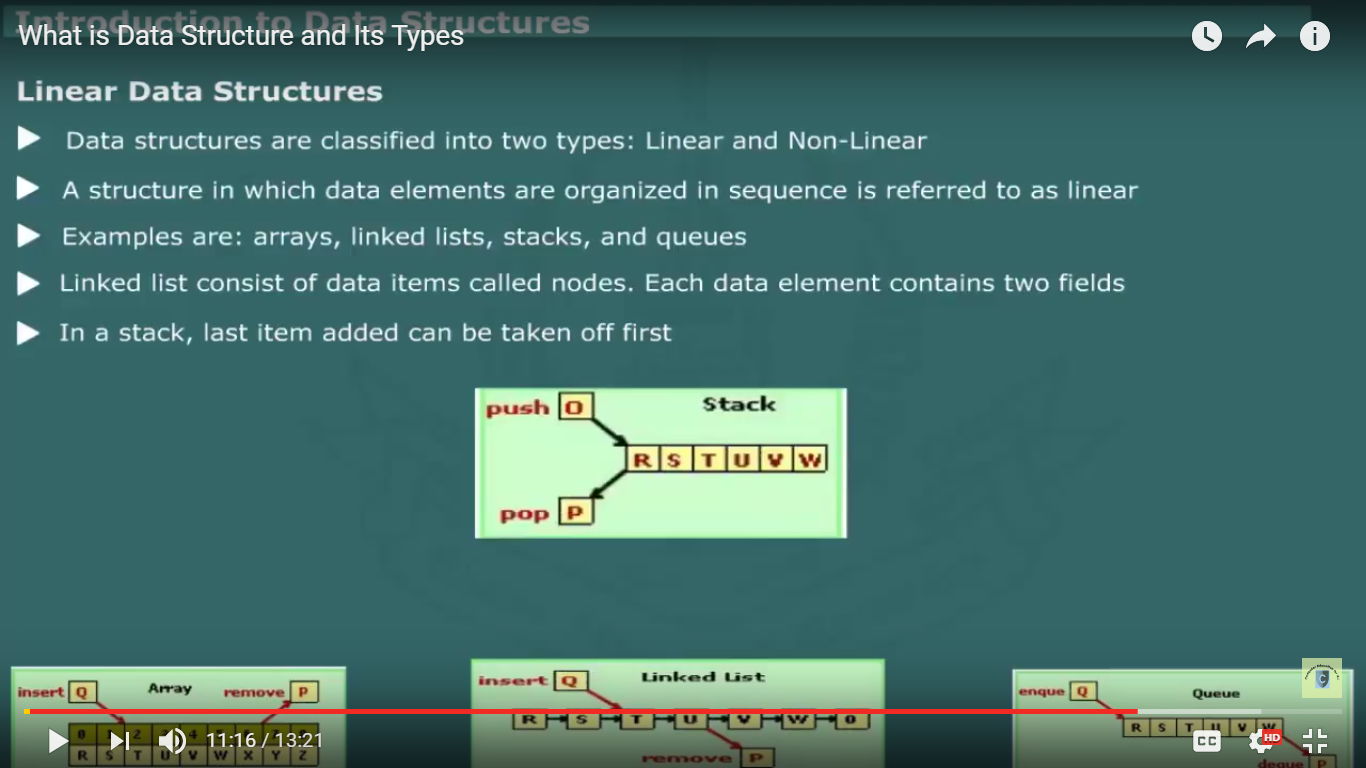 Introduction to Data Structures
What is Data Structure and Its Types
Linear Data Structures
Data structures are classified into two types: Linear and Non-Linear
A structure in which data elements are organized in sequence is referred to as linear
Examples are: arrays, linked lists, stacks, and queues
Linked list consist of data items called nodes. Each data element contains two fields
In a stack, last item added can be taken off first
push O Stack
R S T U V W
pop P
insert Q Array remove P
R S T U V W X Y Z
insert Q Linked List
R S T U V W 0
remove P
enque Q Queue
R S T U V W
deque P
11:16 / 13:21
CC
HD